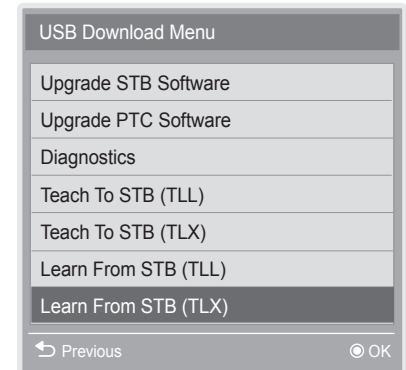 USB Download Menu
Upgrade STB Software
Upgrade PTC Software
Diagnostics
Teach To STB (TLL)
Teach To STB (TLX)
Learn From STB (TLL)
Learn From STB (TLX)
Previous OK